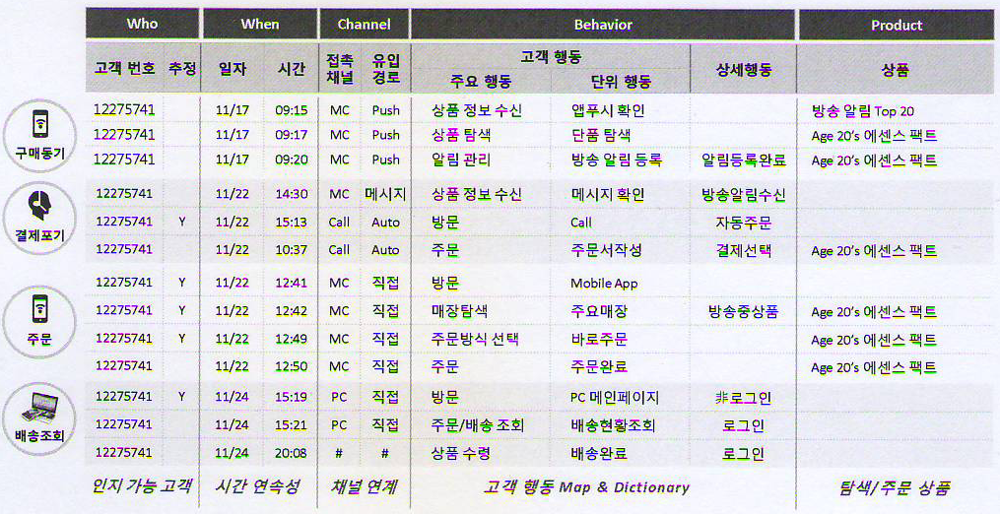 Who When Channel Behavior Product
고객 번호 추정 일자 시간 접촉 채널 유입 경로 고객 행동 주요 행동 단위 행동 상세행동 상품
구매동기
12275741 11/17 09:15 MC Push 상품 정보 수신 앱푸시 확인 방송 알림 Top 20
12275741 11/17 09:17 MC Push 상품 탐색 단품 탐색 Age 20's 에센스 팩트
12275741 11/17 09:20 MC Push 알림 관리 방송 알림 등록 알림등록완료 Age 20's 에센스 팩트
결제포기
12275741 11/22 14:30 MC 메시지 상품 정보 수신 메시지 확인 방송알림수신
12275741 Y 11/22 15:13 Call Auto 방문 Call 자동주문
12275741 11/22 10:37 Call Auto 주문 주문서작성 결제선택 Age 20's 에센스 팩트
주문
12275741 Y 11/22 12:41 MC 직접 방문 Mobile App
12275741 Y 11/22 12:42 MC 직접 매장탐색 주요매장 방송중상품 Age 20's 에센스 팩트
12275741 Y 11/22 12:49 MC 직접 주문방식 선택 바로주문 Age 20's 에센스 팩트
12275741 11/22 12:50 MC 직접 주문 주문완료 Age 20's 에센스 팩트
배송조회
12275741 Y 11/24 15:19 PC 직접 방문 PC 메인페이지 非로그인
12275741 11/24 15:21 PC 직접 주문/배송 조회 배송현황조회 로그인
12275741 11/24 20:08 # # 상품 수령 배송완료 로그인
인지 가능 고객 시간 연속성 채널 연계 고객 행동 Map & Dictionary 탐색/주문 상품